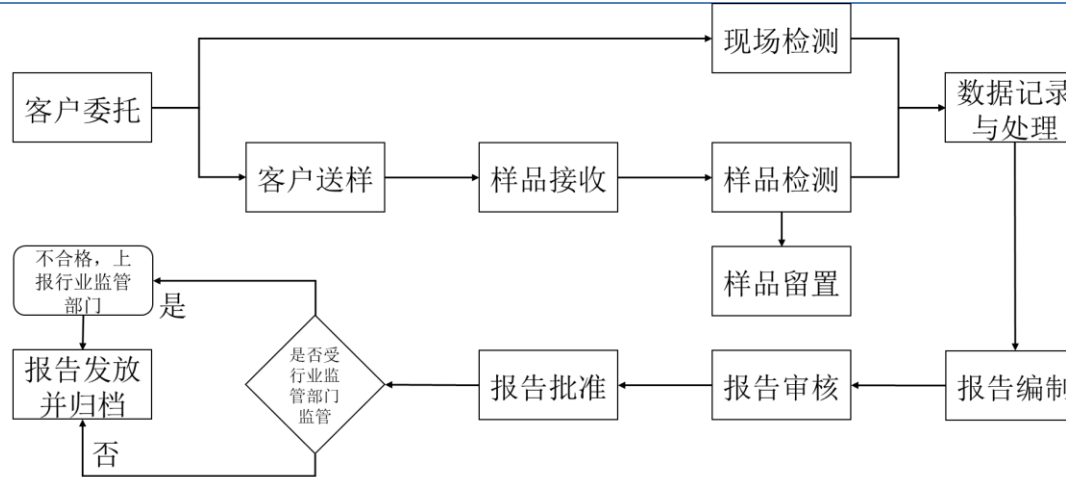 现场检测
客户委托
数据记录
与处理
客户送样
样品接收
样品检测
不合格，上
报行业监管
部门
是
样品留置
是否受
行业监
管部门
监管
报告发放
并归档
报告批准
报告审核
报告编制
否